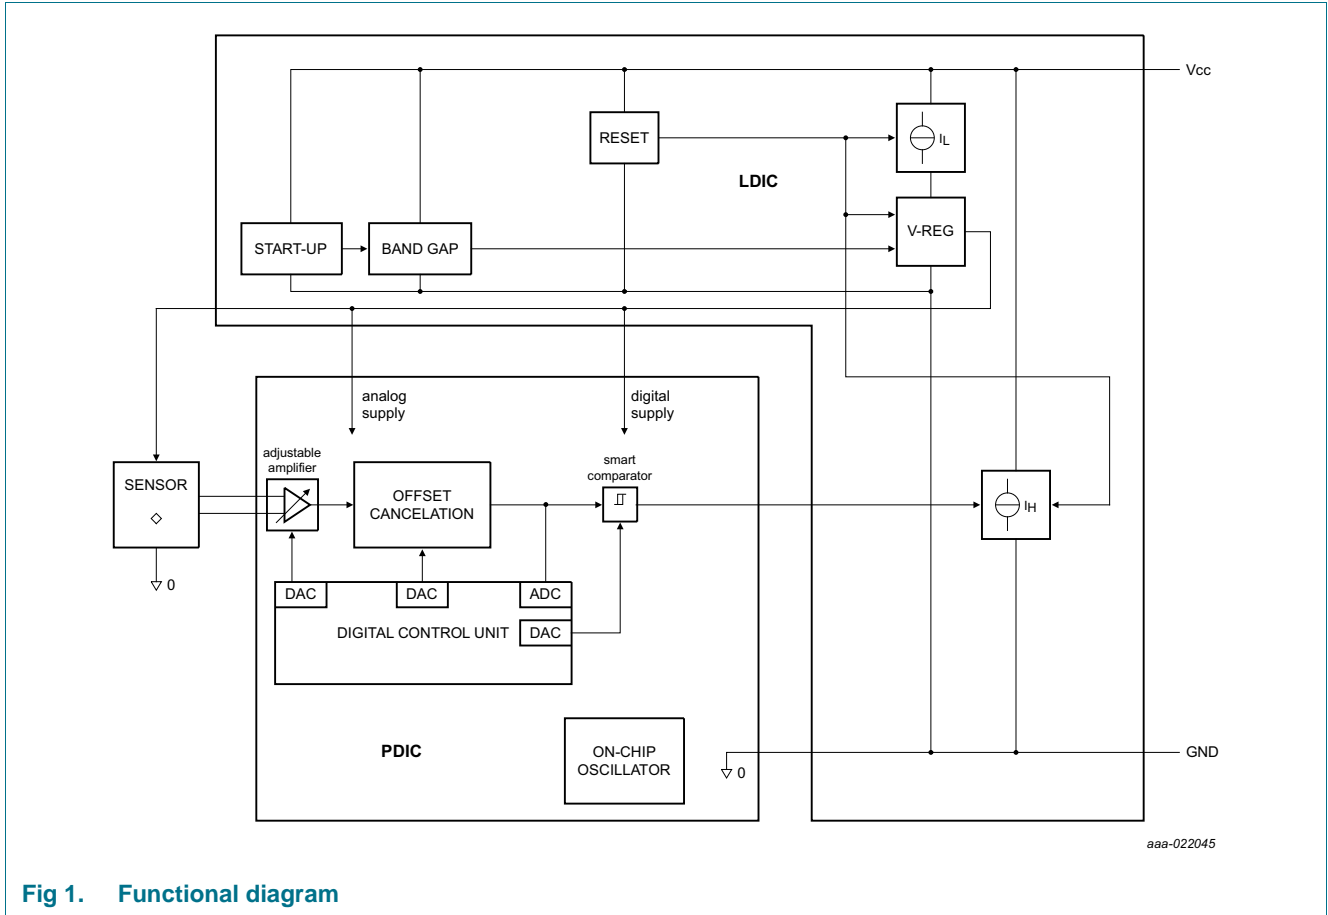 Vcc
RESET
IL
LDIC
START-UP
BAND GAP
V-REG
analog
supply
digital
supply
adjustable
amplifier
smart
comparator
SENSOR
OFFSET
CANCELATION
IH
0
DAC
DAC
ADC
DIGITAL CONTROL UNIT
DAC
PDIC
ON-CHIP
OSCILLATOR
0
GND
aaa-022045
Fig 1. Functional diagram